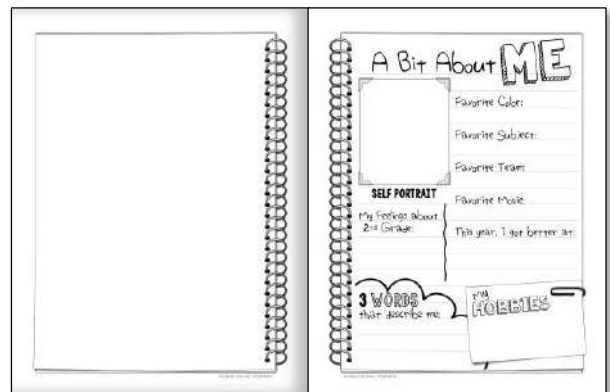 A Bit About ME
Favorite Color:
Favorite Subject:
Favorite Team:
SELF PORTRAIT
Favorite Movie:
My Feelings about
2nd Grade:
This year, I got better at:
3 WORDS
that describe me:
MY
HOBBIES